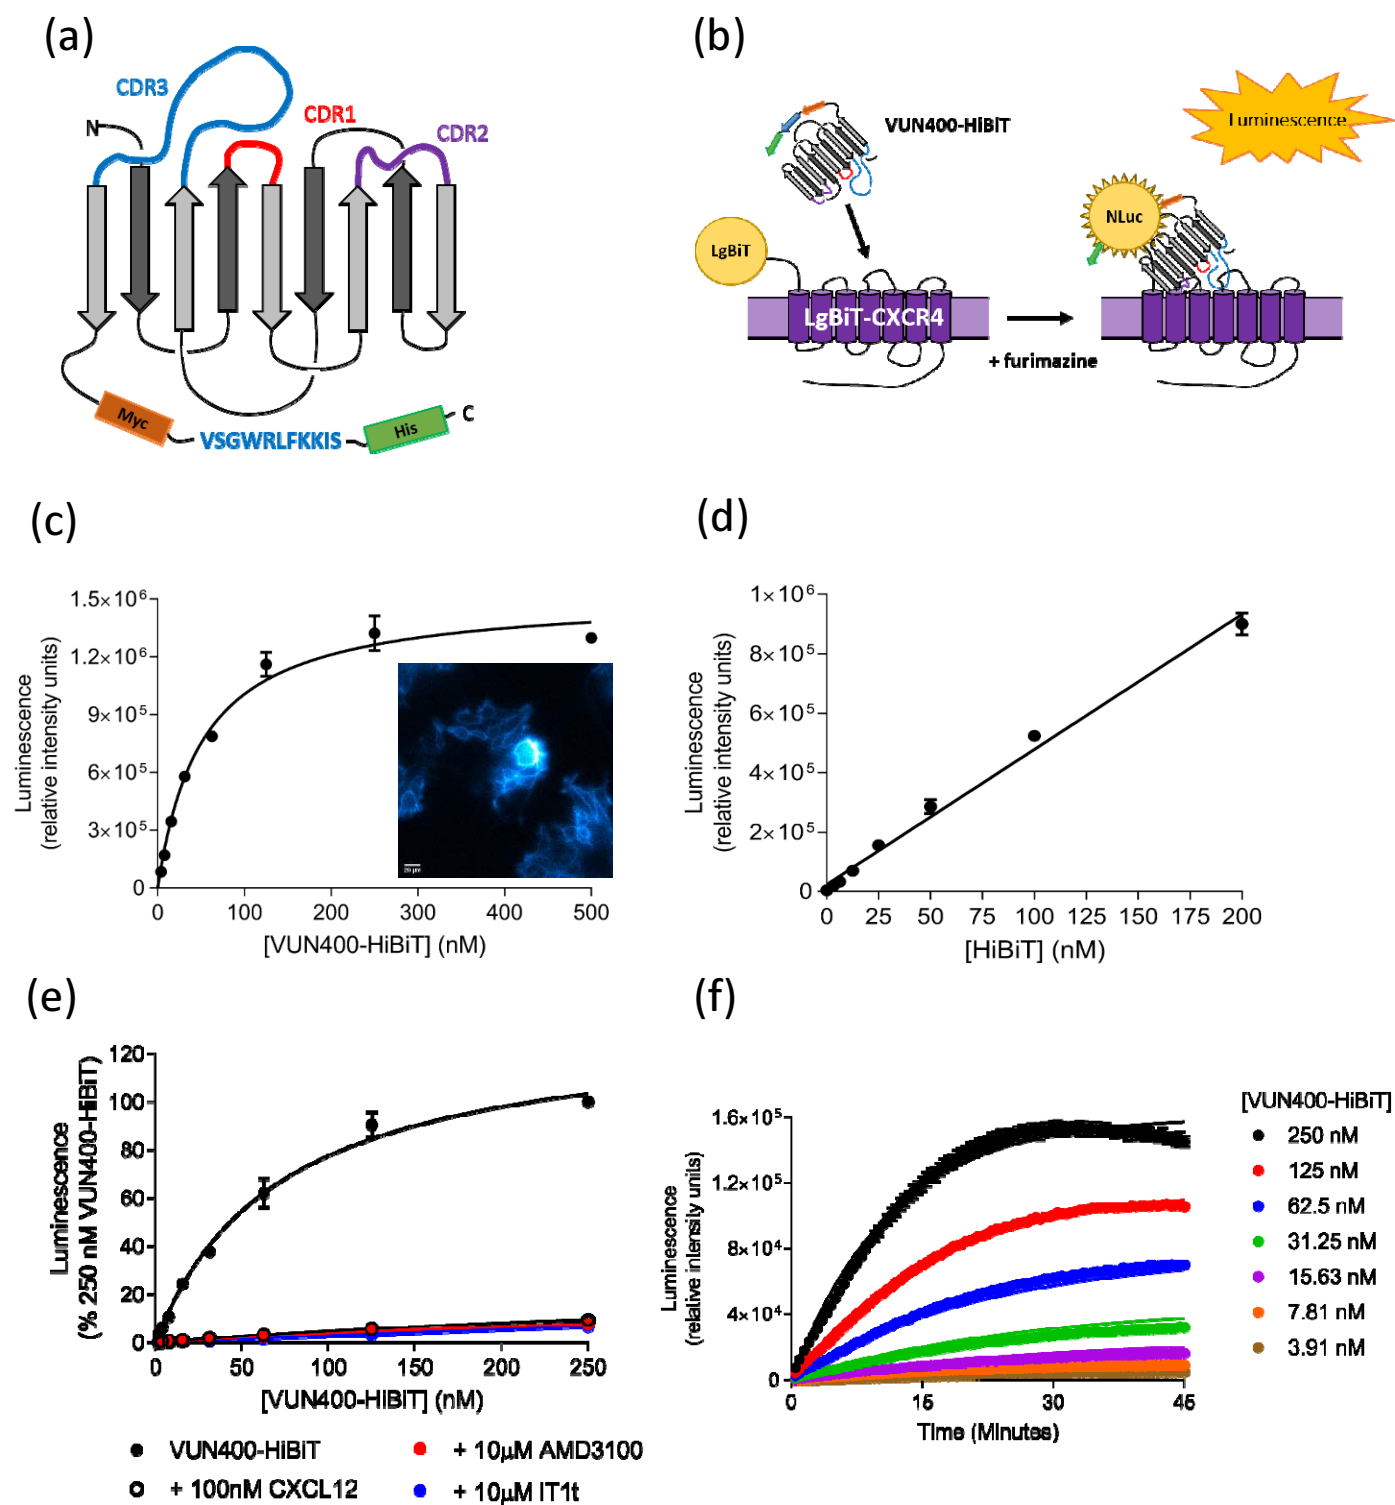 (a)
CDR3
CDR1
CDR2
N
Myc
VSGWRLFKKIS
His
C
(b)
VUN400-HiBiT
Luminescence
LgBiT
NLuc
LgBiT-CXCR4
+ furimazine
(c)
Luminescence
(relative intensity units)
1.5×10⁶
1.2×10⁶
9×10⁵
6×10⁵
3×10⁵
0
20 µm
0 100 200 300 400 500
[VUN400-HiBiT] (nM)
(d)
Luminescence
(relative intensity units)
1×10⁶
8×10⁵
6×10⁵
4×10⁵
2×10⁵
0
0 25 50 75 100 125 150 175 200
[HiBiT] (nM)
(e)
Luminescence
(% 250 nM VUN400-HiBiT)
120
100
80
60
40
20
0
0 50 100 150 200 250
[VUN400-HiBiT] (nM)
VUN400-HiBiT
+ 10µM AMD3100
+ 100nM CXCL12
+ 10µM IT1t
(f)
Luminescence
(relative intensity units)
1.6×10⁵
1.2×10⁵
8×10⁴
4×10⁴
0
0 15 30 45
Time (Minutes)
[VUN400-HiBiT]
250 nM
125 nM
62.5 nM
31.25 nM
15.63 nM
7.81 nM
3.91 nM